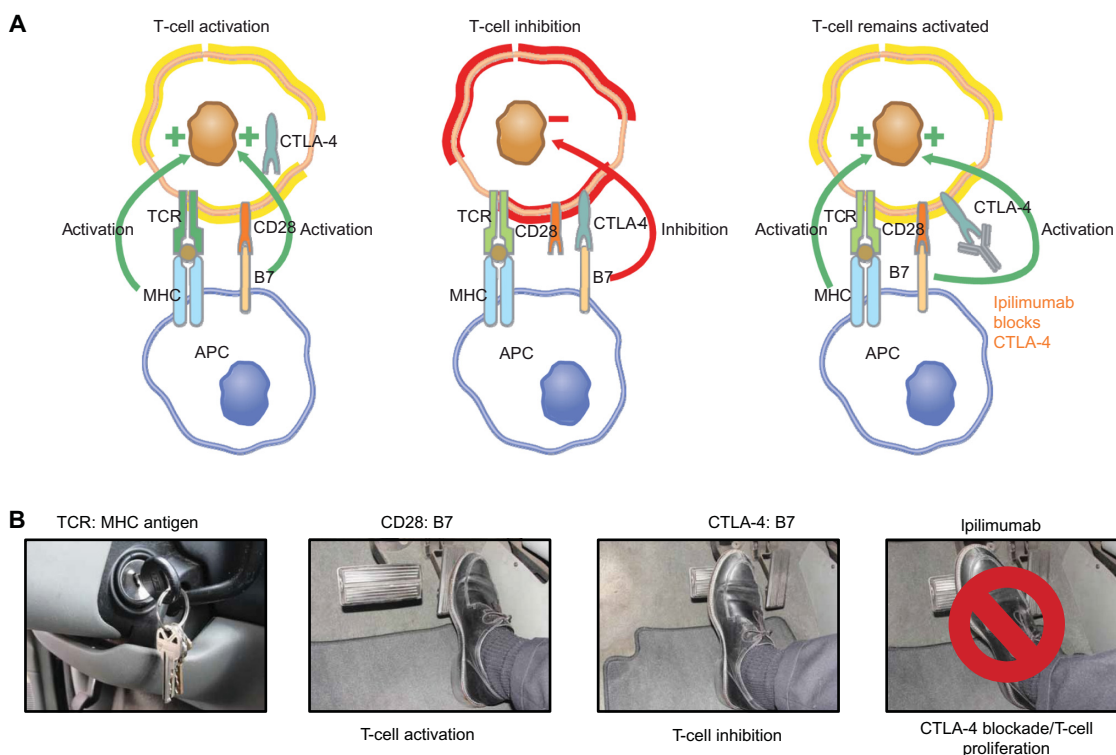 A
T-cell activation
T-cell inhibition
T-cell remains activated
CTLA-4
TCR
CD28
Activation
Activation
B7
MHC
APC
TCR
CD28
CTLA-4
Inhibition
B7
MHC
APC
CTLA-4
TCR
CD28
Activation
Activation
B7
MHC
Ipilimumab
blocks
CTLA-4
APC
B
TCR: MHC antigen
CD28: B7
CTLA-4: B7
Ipilimumab
T-cell activation
T-cell inhibition
CTLA-4 blockade/T-cell
proliferation